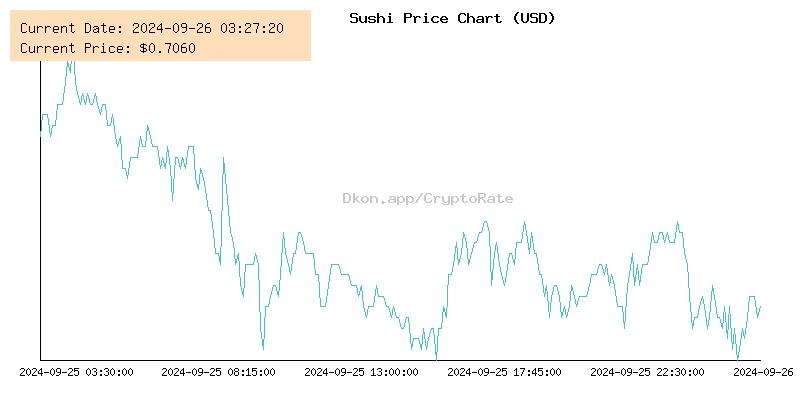 Sushi Price Chart (USD)
Current Date: 2024-09-26 03:27:20
Current Price: $0.7060
Dkon.app/CryptoRate
2024-09-25 03:30:00 2024-09-25 08:15:00 2024-09-25 13:00:00 2024-09-25 17:45:00 2024-09-25 22:30:00 2024-09-26